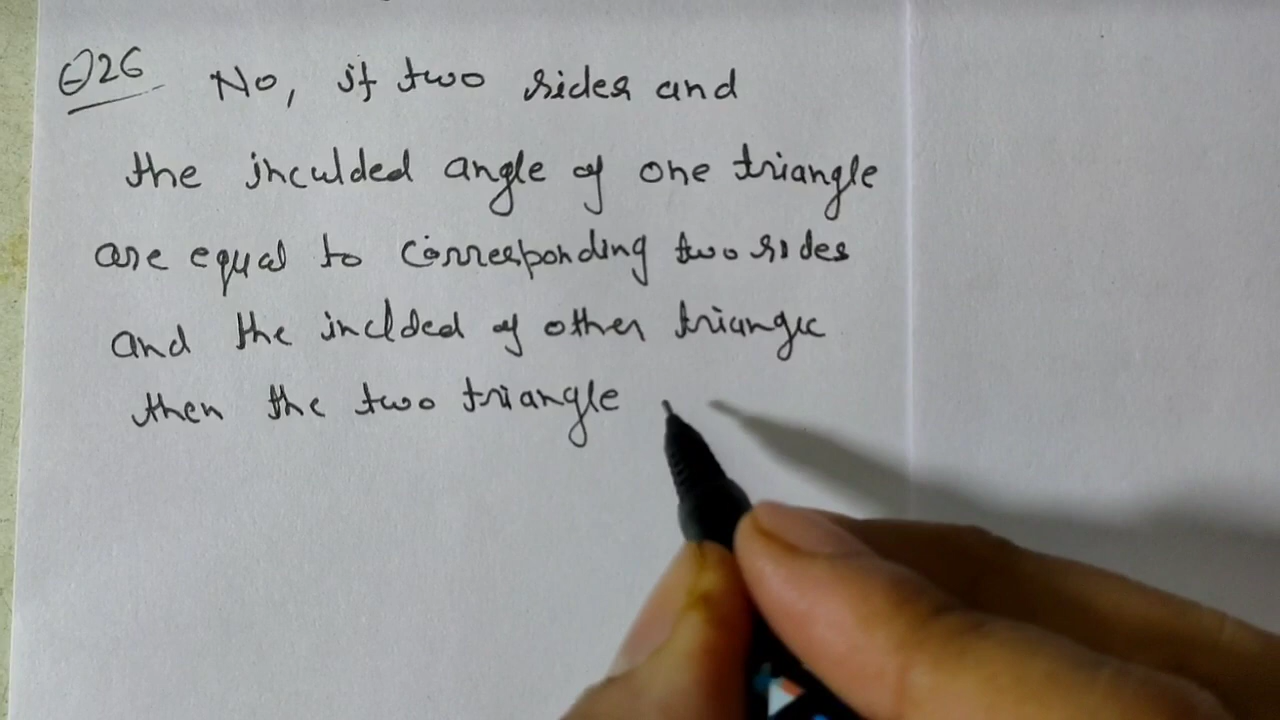 Q26 No, if two sides and
the inculded angle of one triangle
are equal to corresponding two sides
and the inclded of other triangle
then the two triangle